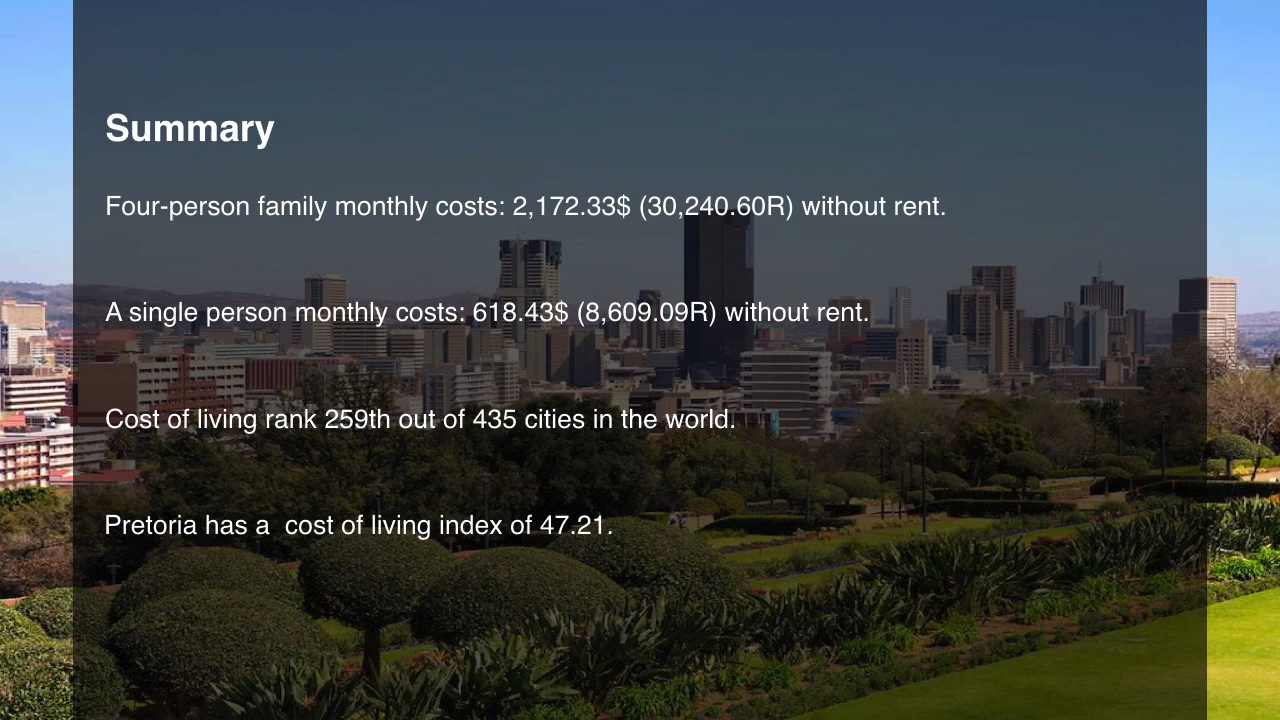 Summary
Four-person family monthly costs: 2,172.33$ (30,240.60R) without rent.
A single person monthly costs: 618.43$ (8,609.09R) without rent.
Cost of living rank 259th out of 435 cities in the world.
Pretoria has a  cost of living index of 47.21.